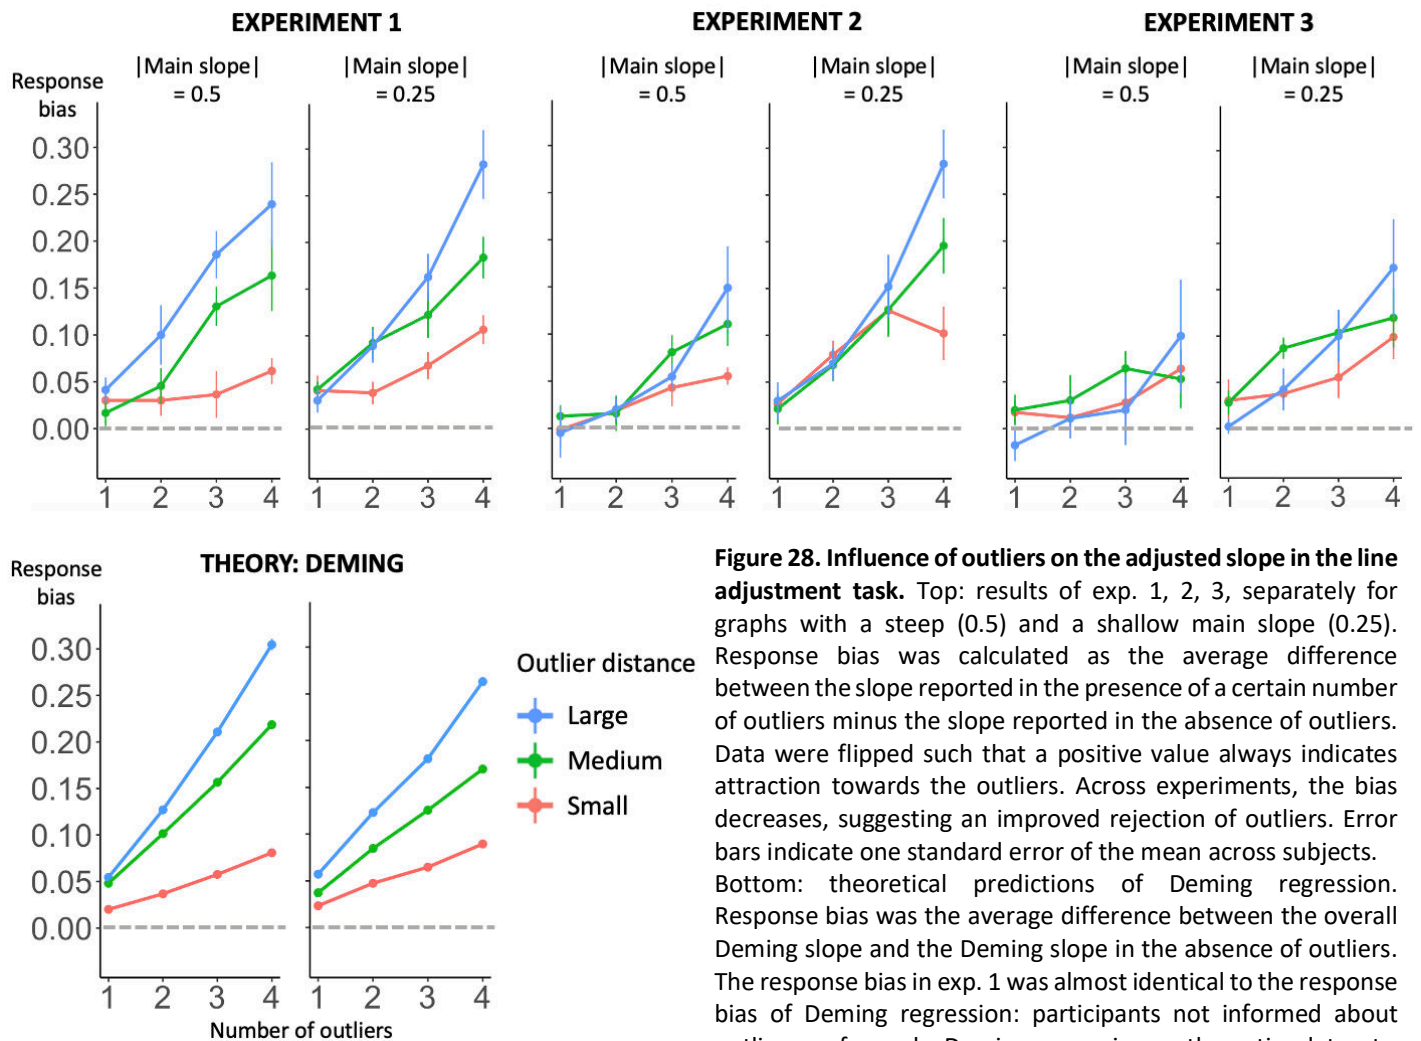 EXPERIMENT 1
EXPERIMENT 2
EXPERIMENT 3
Response
bias
|Main slope|
= 0.5
|Main slope|
= 0.25
|Main slope|
= 0.5
|Main slope|
= 0.25
|Main slope|
= 0.5
|Main slope|
= 0.25
0.30
0.25
0.20
0.15
0.10
0.05
0.00
1 2 3 4
1 2 3 4
1 2 3 4
1 2 3 4
1 2 3 4
1 2 3 4
THEORY: DEMING
Response
bias
0.30
0.25
0.20
0.15
0.10
0.05
0.00
1 2 3 4
1 2 3 4
Number of outliers
Outlier distance
Large
Medium
Small
Figure 28. Influence of outliers on the adjusted slope in the line
adjustment task. Top: results of exp. 1, 2, 3, separately for
graphs with a steep (0.5) and a shallow main slope (0.25).
Response bias was calculated as the average difference
between the slope reported in the presence of a certain number
of outliers minus the slope reported in the absence of outliers.
Data were flipped such that a positive value always indicates
attraction towards the outliers. Across experiments, the bias
decreases, suggesting an improved rejection of outliers. Error
bars indicate one standard error of the mean across subjects.
Bottom: theoretical predictions of Deming regression.
Response bias was the average difference between the overall
Deming slope and the Deming slope in the absence of outliers.
The response bias in exp. 1 was almost identical to the response
bias of Deming regression: participants not informed about